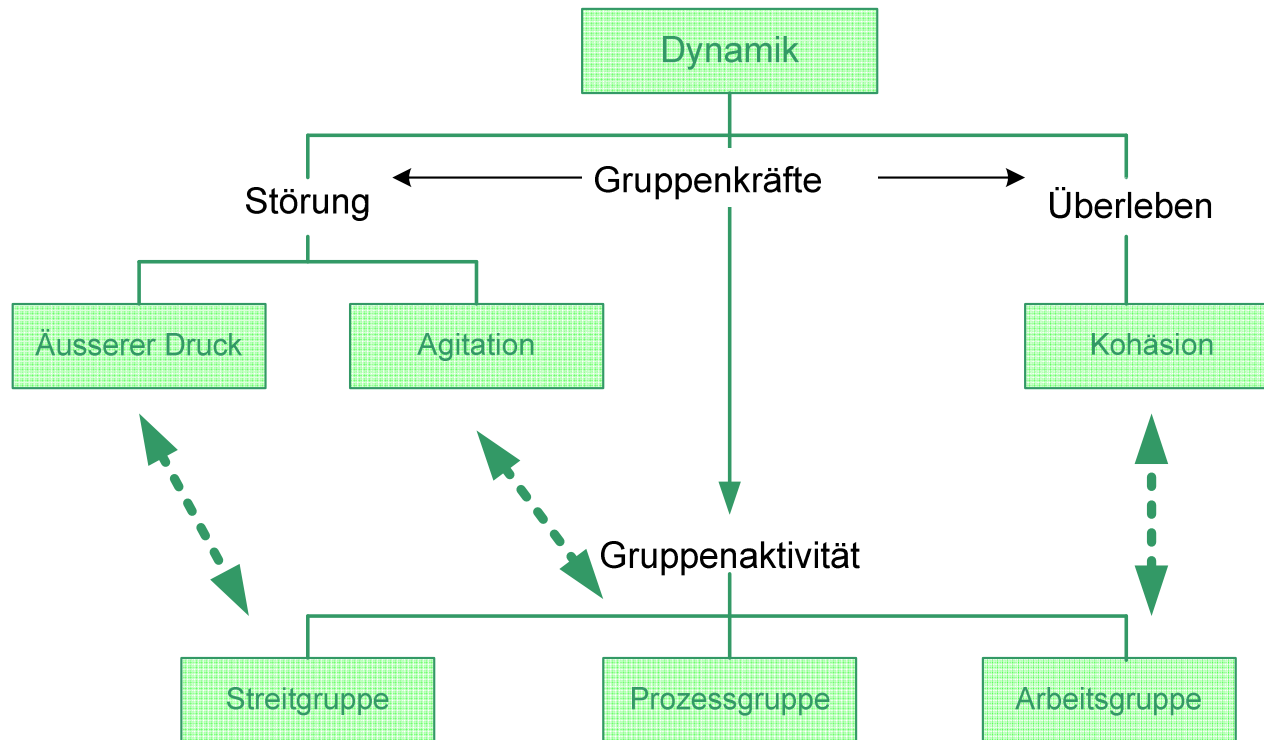 Dynamik
Gruppenkräfte
Störung
Überleben
Äusserer Druck
Agitation
Kohäsion
Gruppenaktivität
Streitgruppe
Prozessgruppe
Arbeitsgruppe